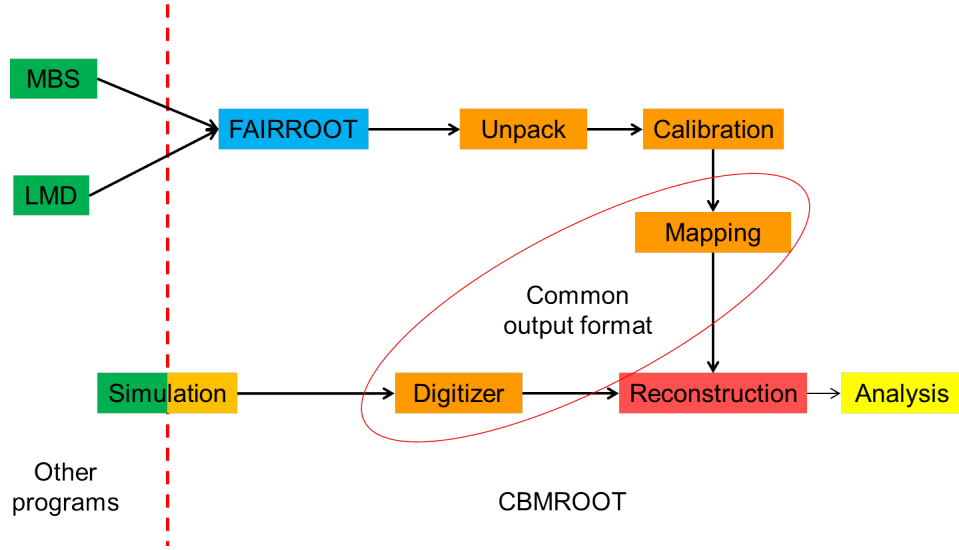 MBS
FAIRROOT
Unpack
Calibration
LMD
Mapping
Common
output format
Simulation
Digitizer
Reconstruction
Analysis
Other
programs
CBMROOT